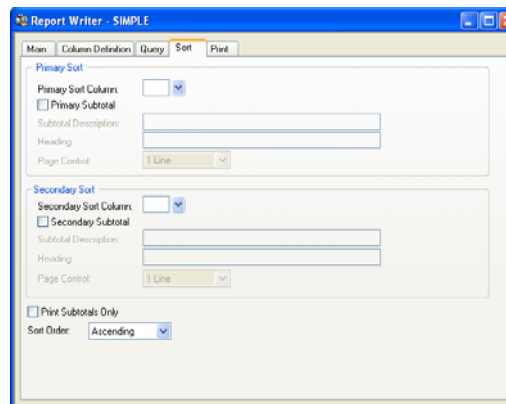 Report Writer - SIMPLE
Main Column Definition Query Sort Print
Primary Sort
Primary Sort Column:
Primary Subtotal
Subtotal Description:
Heading
Page Control: 1 Line
Secondary Sort
Secondary Sort Column:
Secondary Subtotal
Subtotal Description:
Heading
Page Control: 1 Line
Print Subtotals Only
Sort Order: Ascending